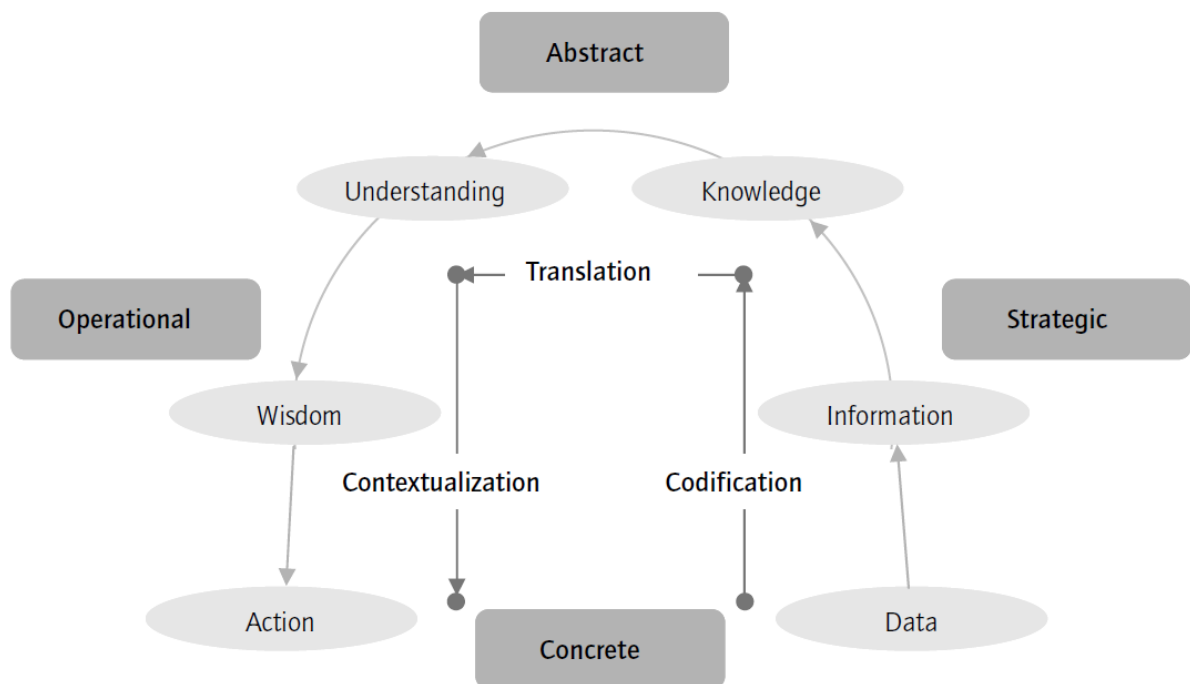 Abstract
Understanding
Knowledge
Translation
Operational
Strategic
Wisdom
Information
Contextualization
Codification
Action
Data
Concrete